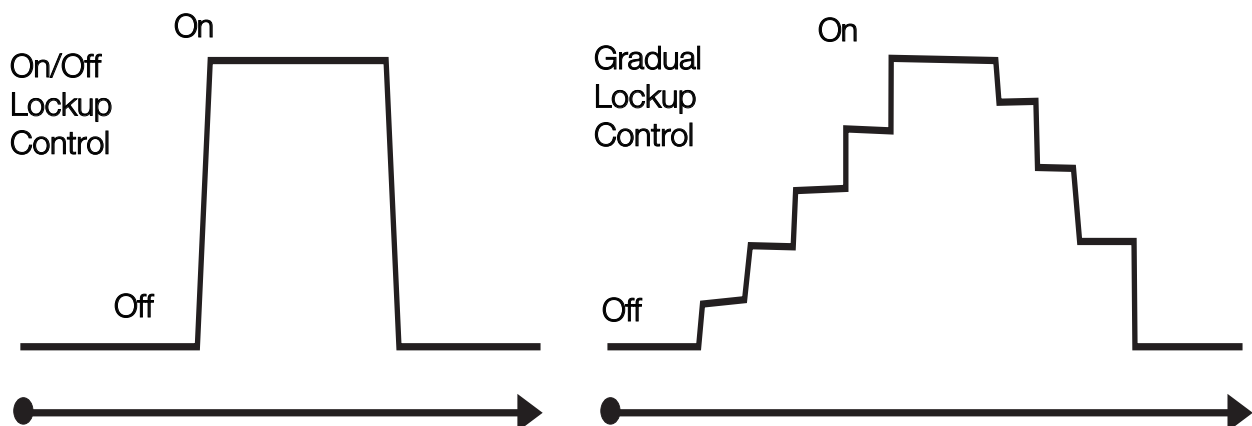 On
On/Off
Lockup
Control
Off
On
Gradual
Lockup
Control
Off